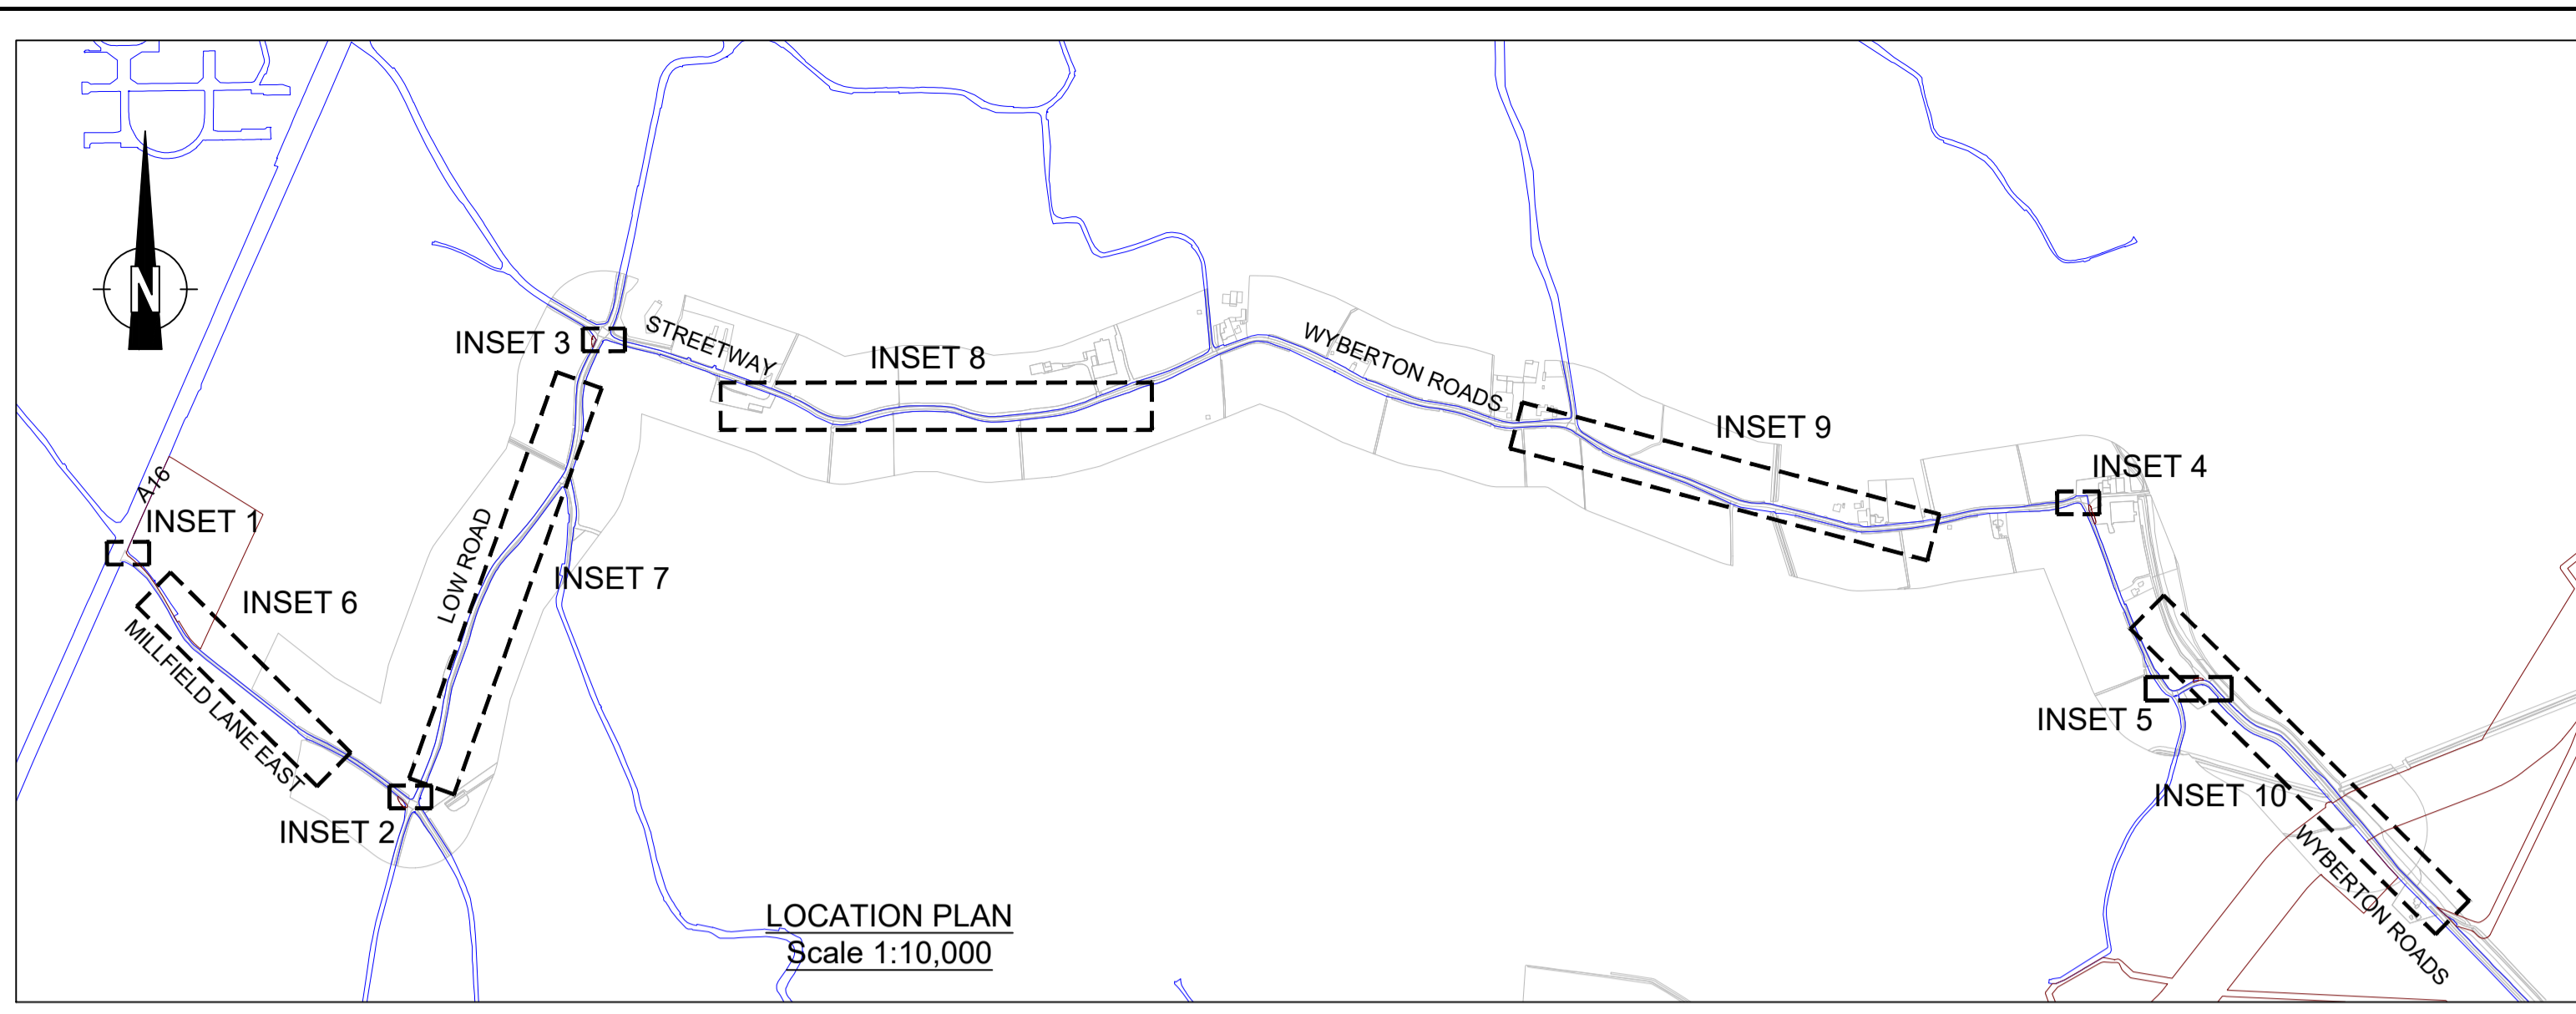 N
INSET 3
STREETWAY
INSET 8
WYBERTON ROADS
INSET 9
INSET 4
A16
INSET 1
LOW ROAD
INSET 7
INSET 6
MILLFIELD LANE EAST
INSET 2
INSET 5
INSET 10
WYBERTON ROADS
LOCATION PLAN
Scale 1:10,000